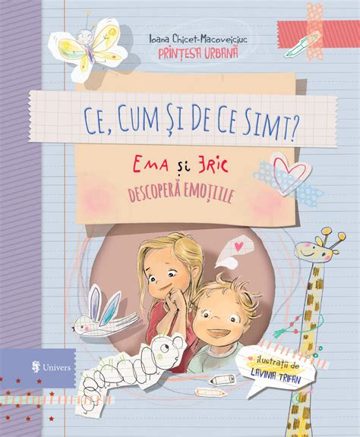 Ioana Chicet-Macoveiciuc
PRINȚESA URBANĂ
CE, CUM ȘI DE CE SIMT?
EMA și ERIC
DESCOPERĂ EMOȚIILE
Univers
ilustrații de
LAVINIA TRIFAN